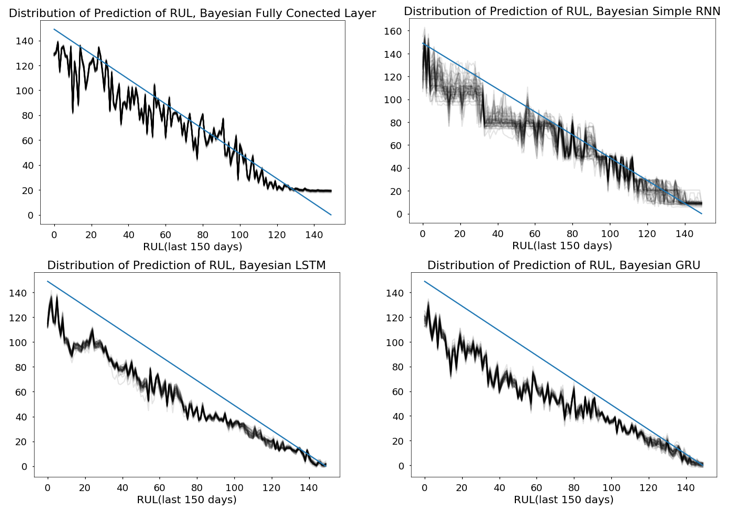 Distribution of Prediction of RUL, Bayesian Fully Conected Layer
140
120
100
80
60
40
20
0
0 20 40 60 80 100 120 140
RUL(last 150 days)
Distribution of Prediction of RUL, Bayesian Simple RNN
160
140
120
100
80
60
40
20
0
0 20 40 60 80 100 120 140
RUL(last 150 days)
Distribution of Prediction of RUL, Bayesian LSTM
140
120
100
80
60
40
20
0
0 20 40 60 80 100 120 140
RUL(last 150 days)
Distribution of Prediction of RUL, Bayesian GRU
140
120
100
80
60
40
20
0
0 20 40 60 80 100 120 140
RUL(last 150 days)